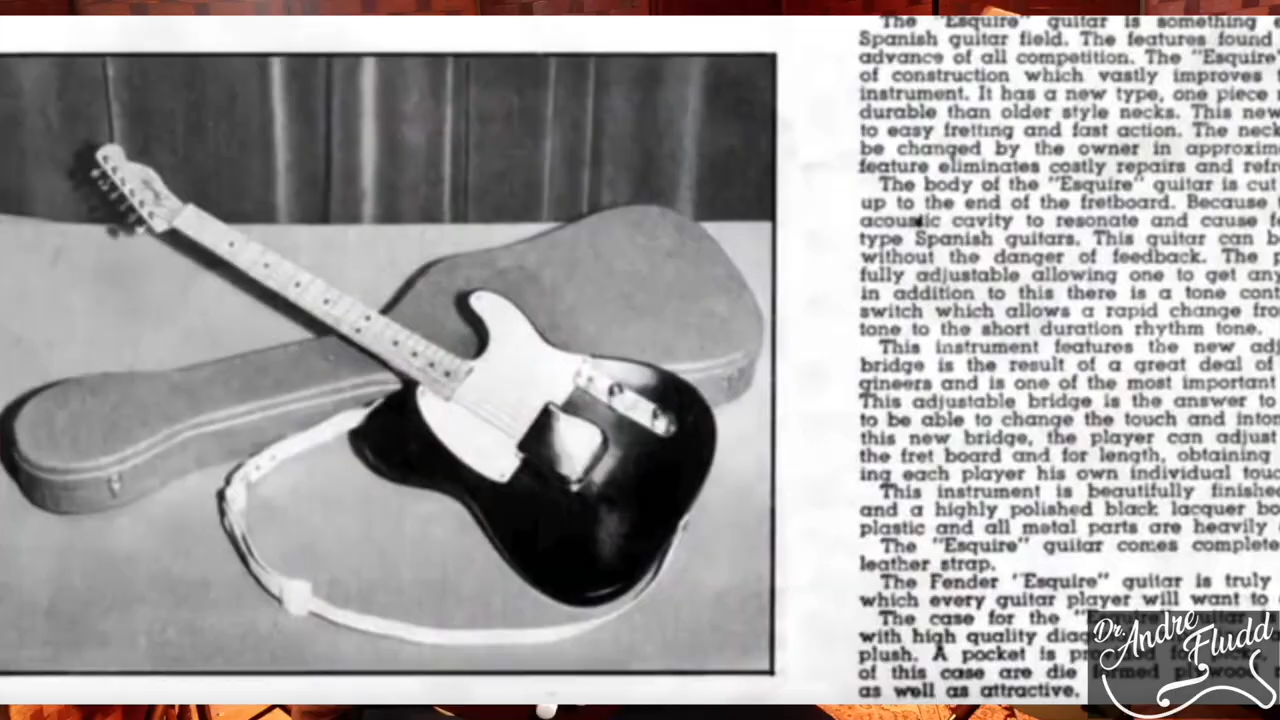 The "Esquire" guitar is something
Spanish guitar field. The features found
advance of all competition. The "Esquire"
of construction which vastly improves
instrument. It has a new type, one piece
durable than older style necks. This new
to easy fretting and fast action. The neck
be changed by the owner in
feature eliminates costly repairs and
The body of the "Esquire" guitar is cut
up to the end of the fretboard. Because
acoustic cavity to resonate and cause
type Spanish guitars. This guitar can
without the danger of feedback. The
fully adjustable allowing one to get any
in addition to this there is a tone
switch which allows a rapid change
tone to the short duration rhythm tone.
This instrument features the new
bridge is the result of a great deal of
gineers and is one of the most important
This adjustable bridge is the answer to
to be able to change the touch and
this new bridge, the player can adjust
the fret board and for length, obtaining
ing each player his own individual
This instrument is beautifully finished
and a highly polished black lacquer
plastic and all metal parts are heavily
The "Esquire" guitar comes complete
leather strap.
The Fender "Esquire" guitar is truly
which every guitar player will want to
The case for the "Esquire" guitar
with high quality
plush. A pocket is
of this case are die formed plywood
as well as attractive.
Dr. Andre
Fludd